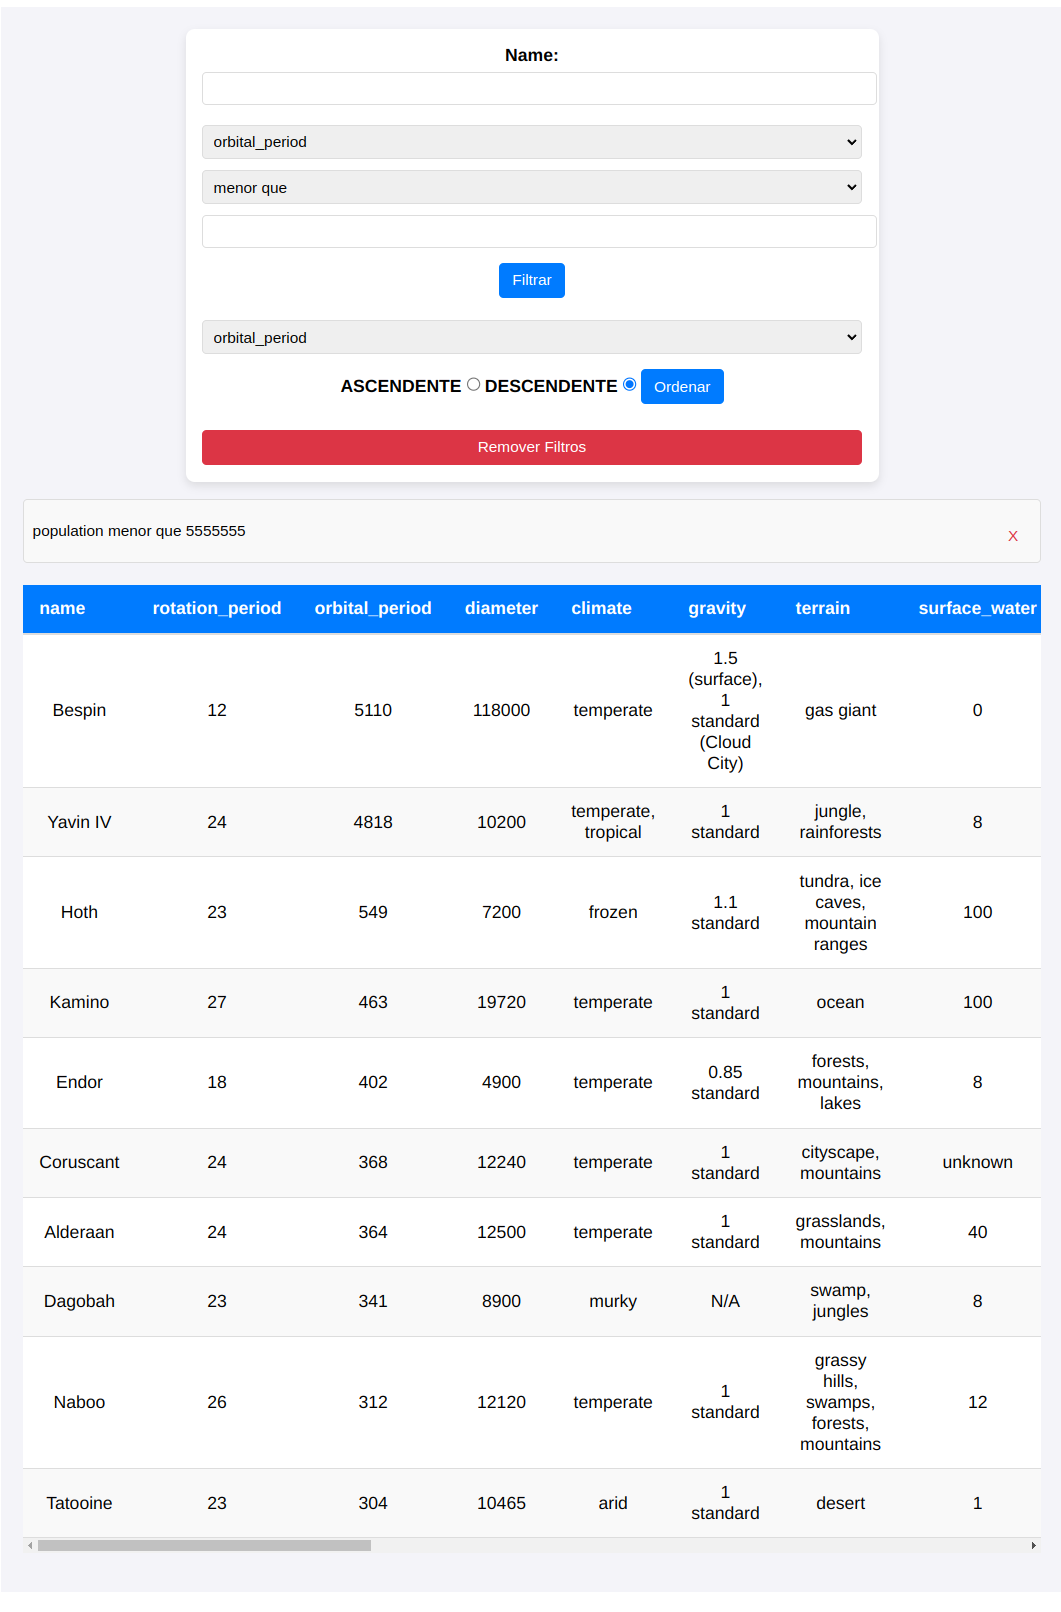 Name:
orbital_period
menor que
Filtrar
orbital_period
ASCENDENTE DESCENDENTE Ordenar
Remover Filtros
population menor que 5555555 X
name rotation_period orbital_period diameter climate gravity terrain surface_water
Bespin 12 5110 118000 temperate 1.5 (surface), 1 standard (Cloud City) gas giant 0
Yavin IV 24 4818 10200 temperate, tropical 1 standard jungle, rainforests 8
Hoth 23 549 7200 frozen 1.1 standard tundra, ice caves, mountain ranges 100
Kamino 27 463 19720 temperate 1 standard ocean 100
Endor 18 402 4900 temperate 0.85 standard forests, mountains, lakes 8
Coruscant 24 368 12240 temperate 1 standard cityscape, mountains unknown
Alderaan 24 364 12500 temperate 1 standard grasslands, mountains 40
Dagobah 23 341 8900 murky N/A swamp, jungles 8
Naboo 26 312 12120 temperate 1 standard grassy hills, swamps, forests, mountains 12
Tatooine 23 304 10465 arid 1 standard desert 1